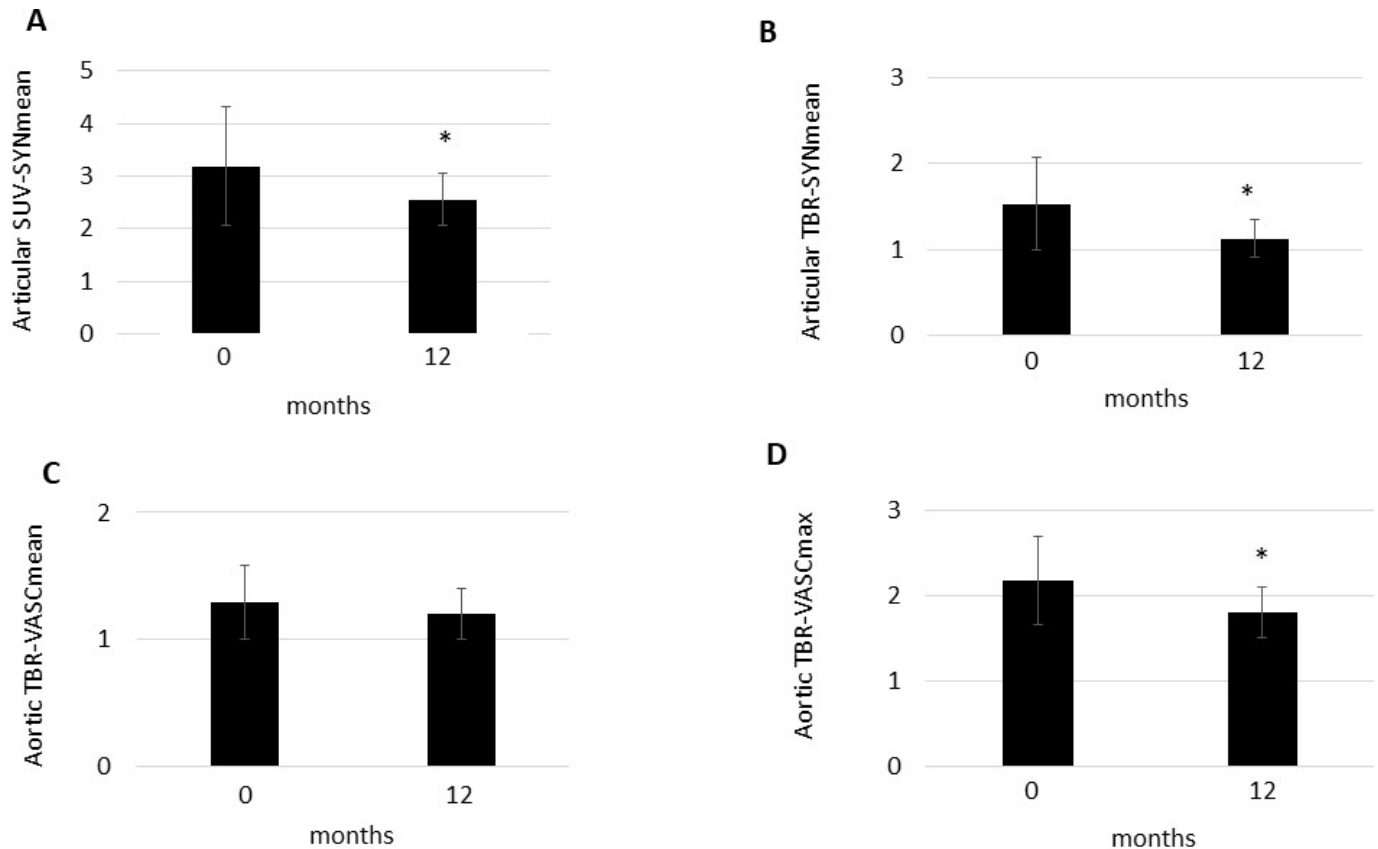 A
Articular SUV-SYNmean
5
4
3
2
1
0
*
0 12
months
B
Articular TBR-SYNmean
3
2
1
0
*
0 12
months
C
Aortic TBR-VASCmean
2
1
0
0 12
months
D
Aortic TBR-VASCmax
3
2
1
0
*
0 12
months